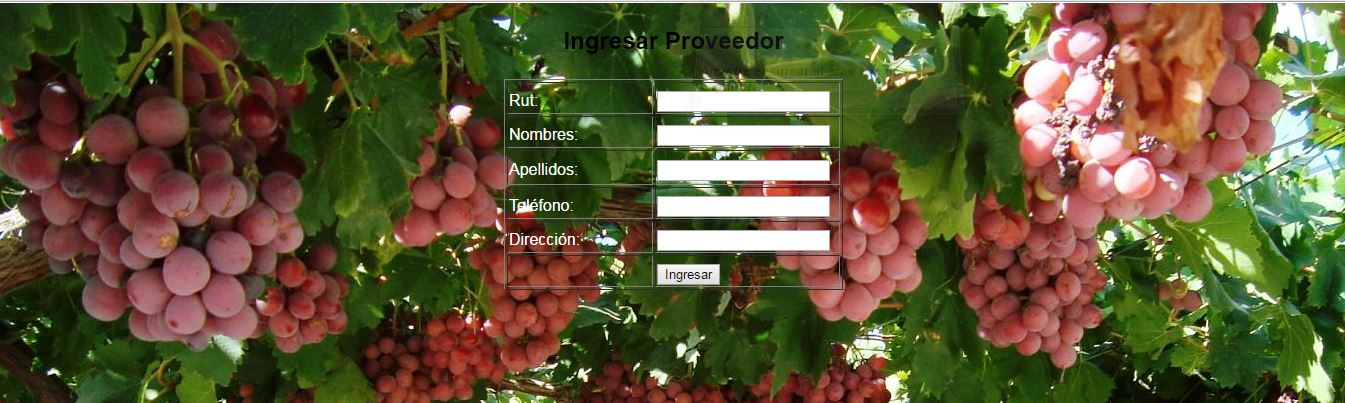 Ingresar Proveedor
Rut:
Nombres:
Apellidos:
Teléfono:
Dirección:
Ingresar